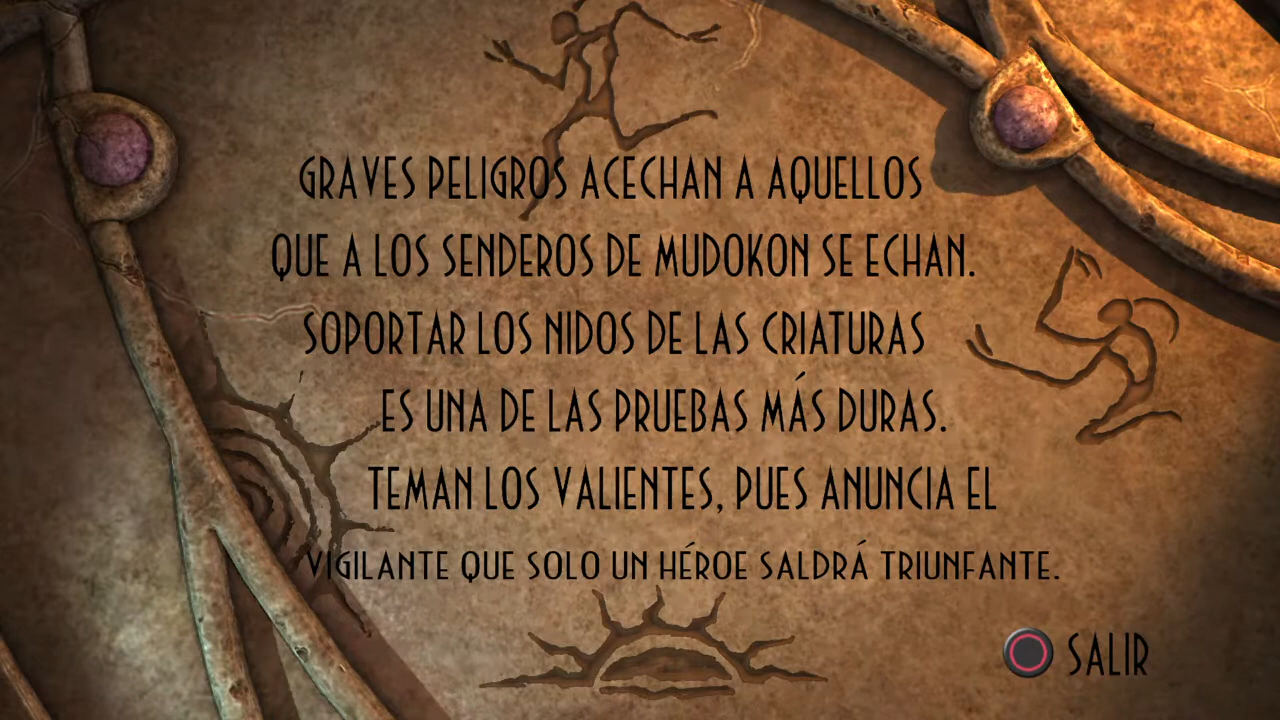 GRAVES PELIGROS ACECHAN A AQUELLOS
QUE A LOS SENDEROS DE MUDOKON SE ECHAN.
SOPORTAR LOS NIDOS DE LAS CRIATURAS
ES UNA DE LAS PRUEBAS MÁS DURAS.
TEMAN LOS VALIENTES, PUES ANUNCIA EL
VIGILANTE QUE SOLO UN HÉROE SALDRÁ TRIUNFANTE.
SALIR